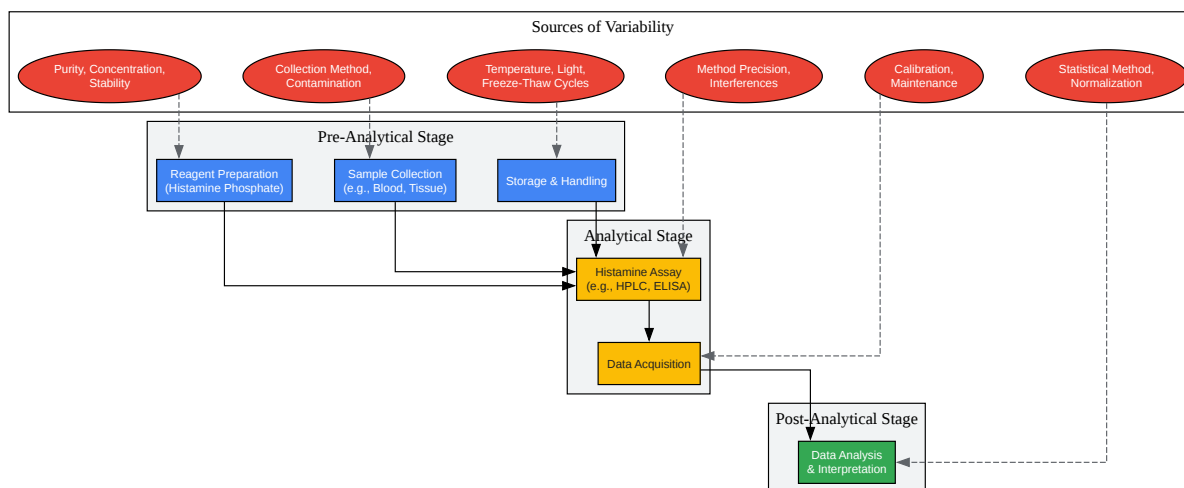 Sources of Variability
Purity, Concentration,
Stability
Collection Method,
Contamination
Temperature, Light,
Freeze-Thaw Cycles
Method Precision,
Interferences
Calibration,
Maintenance
Statistical Method,
Normalization
Pre-Analytical Stage
Reagent Preparation
(Histamine Phosphate)
Sample Collection
(e.g., Blood, Tissue)
Storage & Handling
Analytical Stage
Histamine Assay
(e.g., HPLC, ELISA)
Data Acquisition
Post-Analytical Stage
Data Analysis
& Interpretation